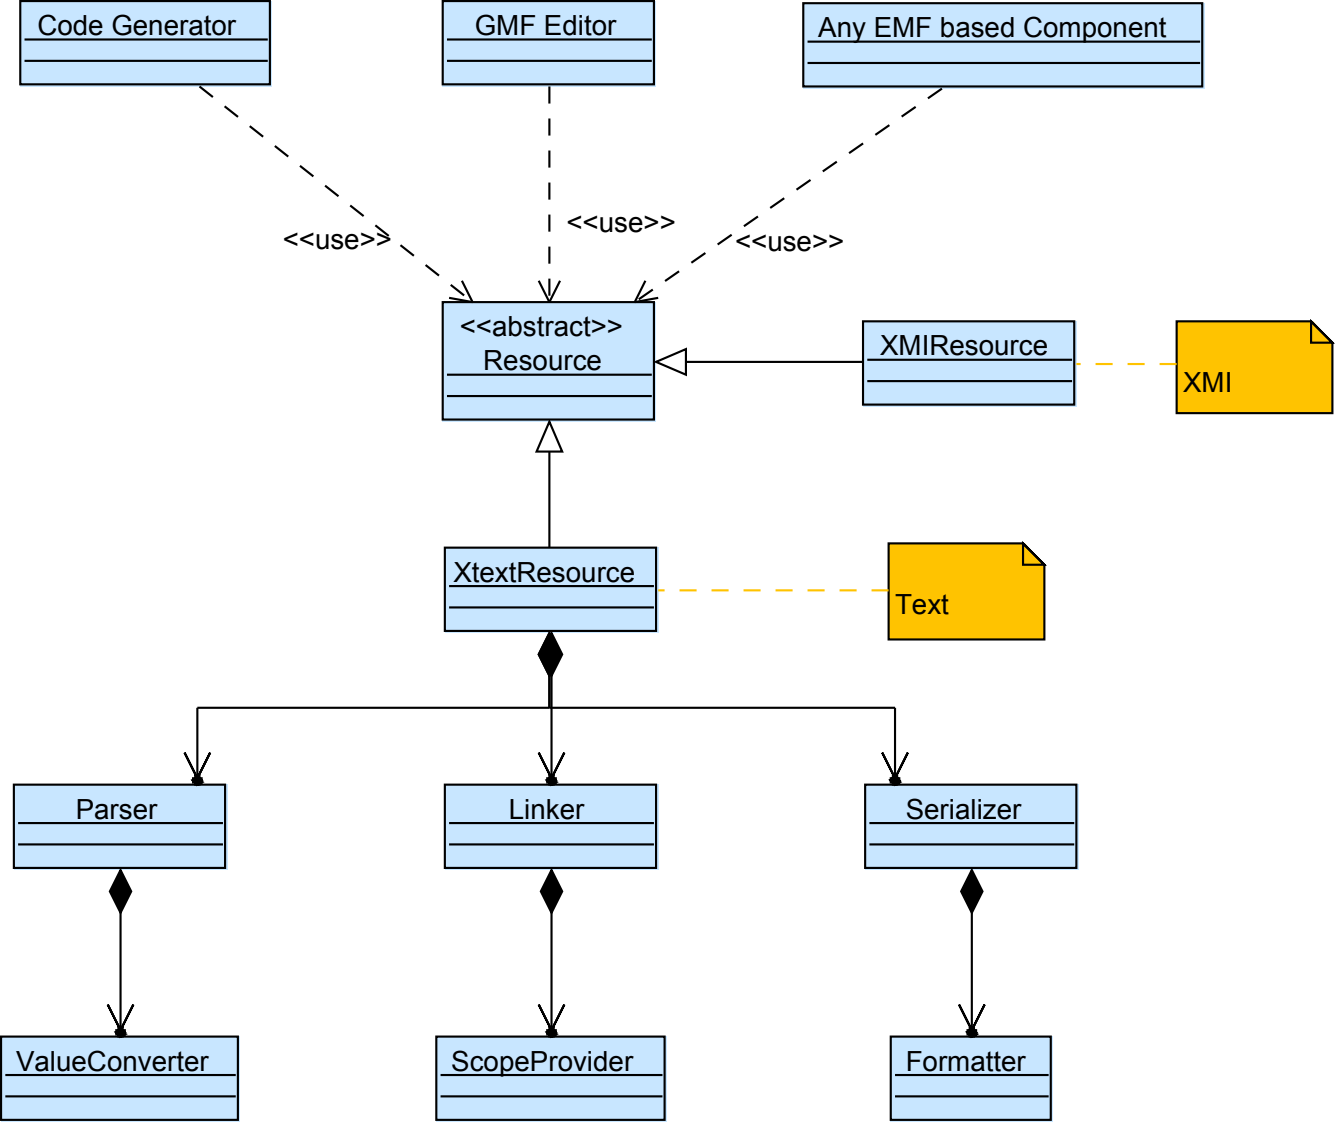 Code Generator
GMF Editor
Any EMF based Component
<<use>>
<<use>>
<<use>>
<<abstract>>
Resource
XMIResource
XMI
XtextResource
Text
Parser
Linker
Serializer
ValueConverter
ScopeProvider
Formatter